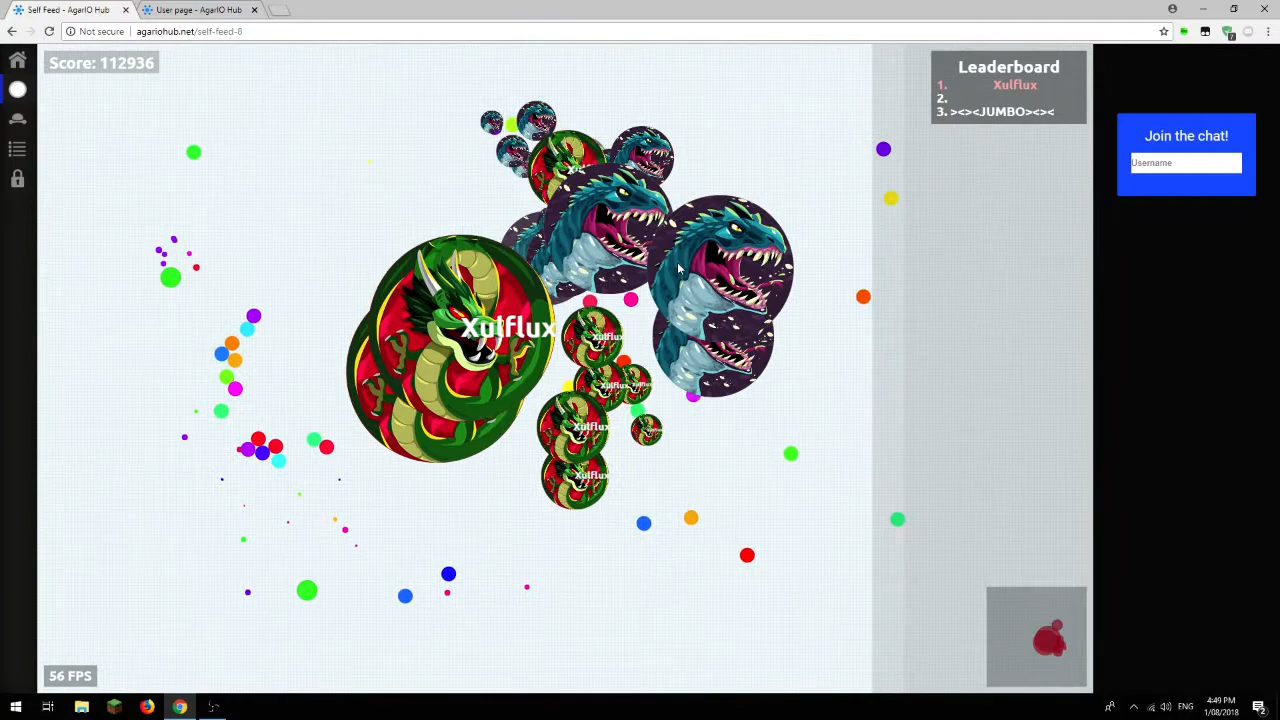 Self Feed - AgarIO Hub
User page - AgarIO Hub
Not secure | agariohub.net/self-feed-8
Score: 112936
Leaderboard
1. Xulflux
2.
3. ><><JUMBO><><
Join the chat!
Username
Xulflux
Xulflux
Xulflux
Xulflux
Xulflux
Xulflux
56 FPS
ENG
4:49 PM
1/08/2018
2